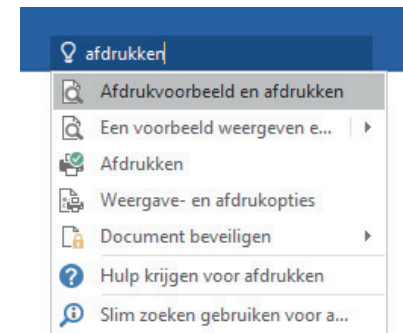 afdrukken
Afdrukvoorbeeld en afdrukken
Een voorbeeld weergeven e...
Afdrukken
Weergave- en afdrukopties
Document beveiligen
Hulp krijgen voor afdrukken
Slim zoeken gebruiken voor a...